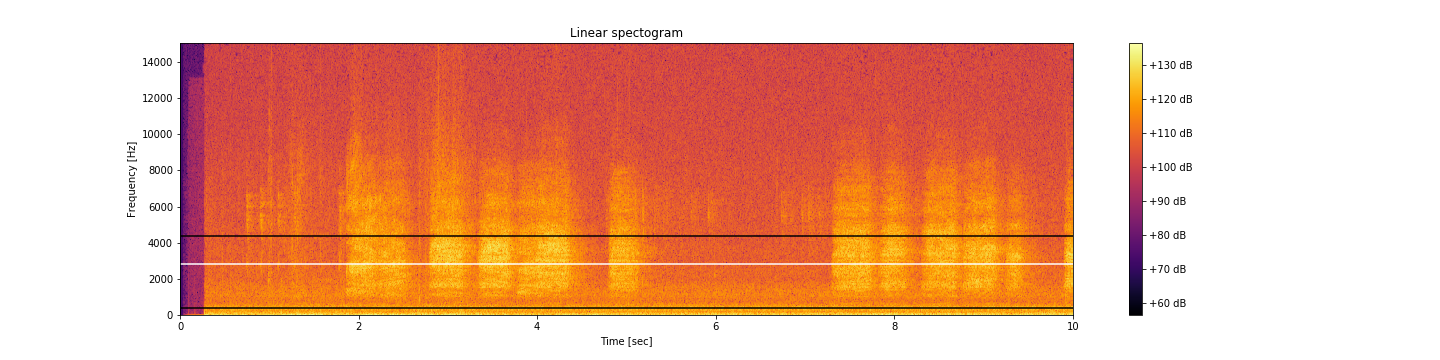 Linear spectogram
Frequency [Hz]
14000
12000
10000
8000
6000
4000
2000
0
0 2 4 6 8 10
Time [sec]
+130 dB
+120 dB
+110 dB
+100 dB
+90 dB
+80 dB
+70 dB
+60 dB